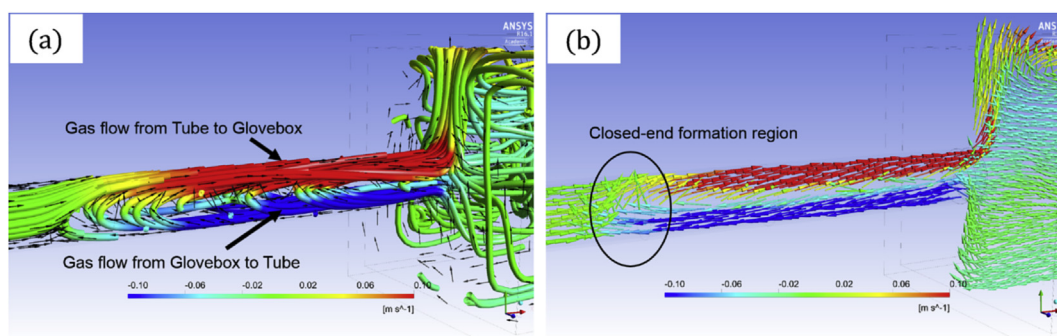 (a)
ANSYS
Gas flow from Tube to Glovebox
Gas flow from Glovebox to Tube
-0.10 -0.06 -0.02 0.02 0.06 0.10
[m s^-1]
(b)
ANSYS
Closed-end formation region
-0.10 -0.06 -0.02 0.02 0.06 0.10
[m s^-1]